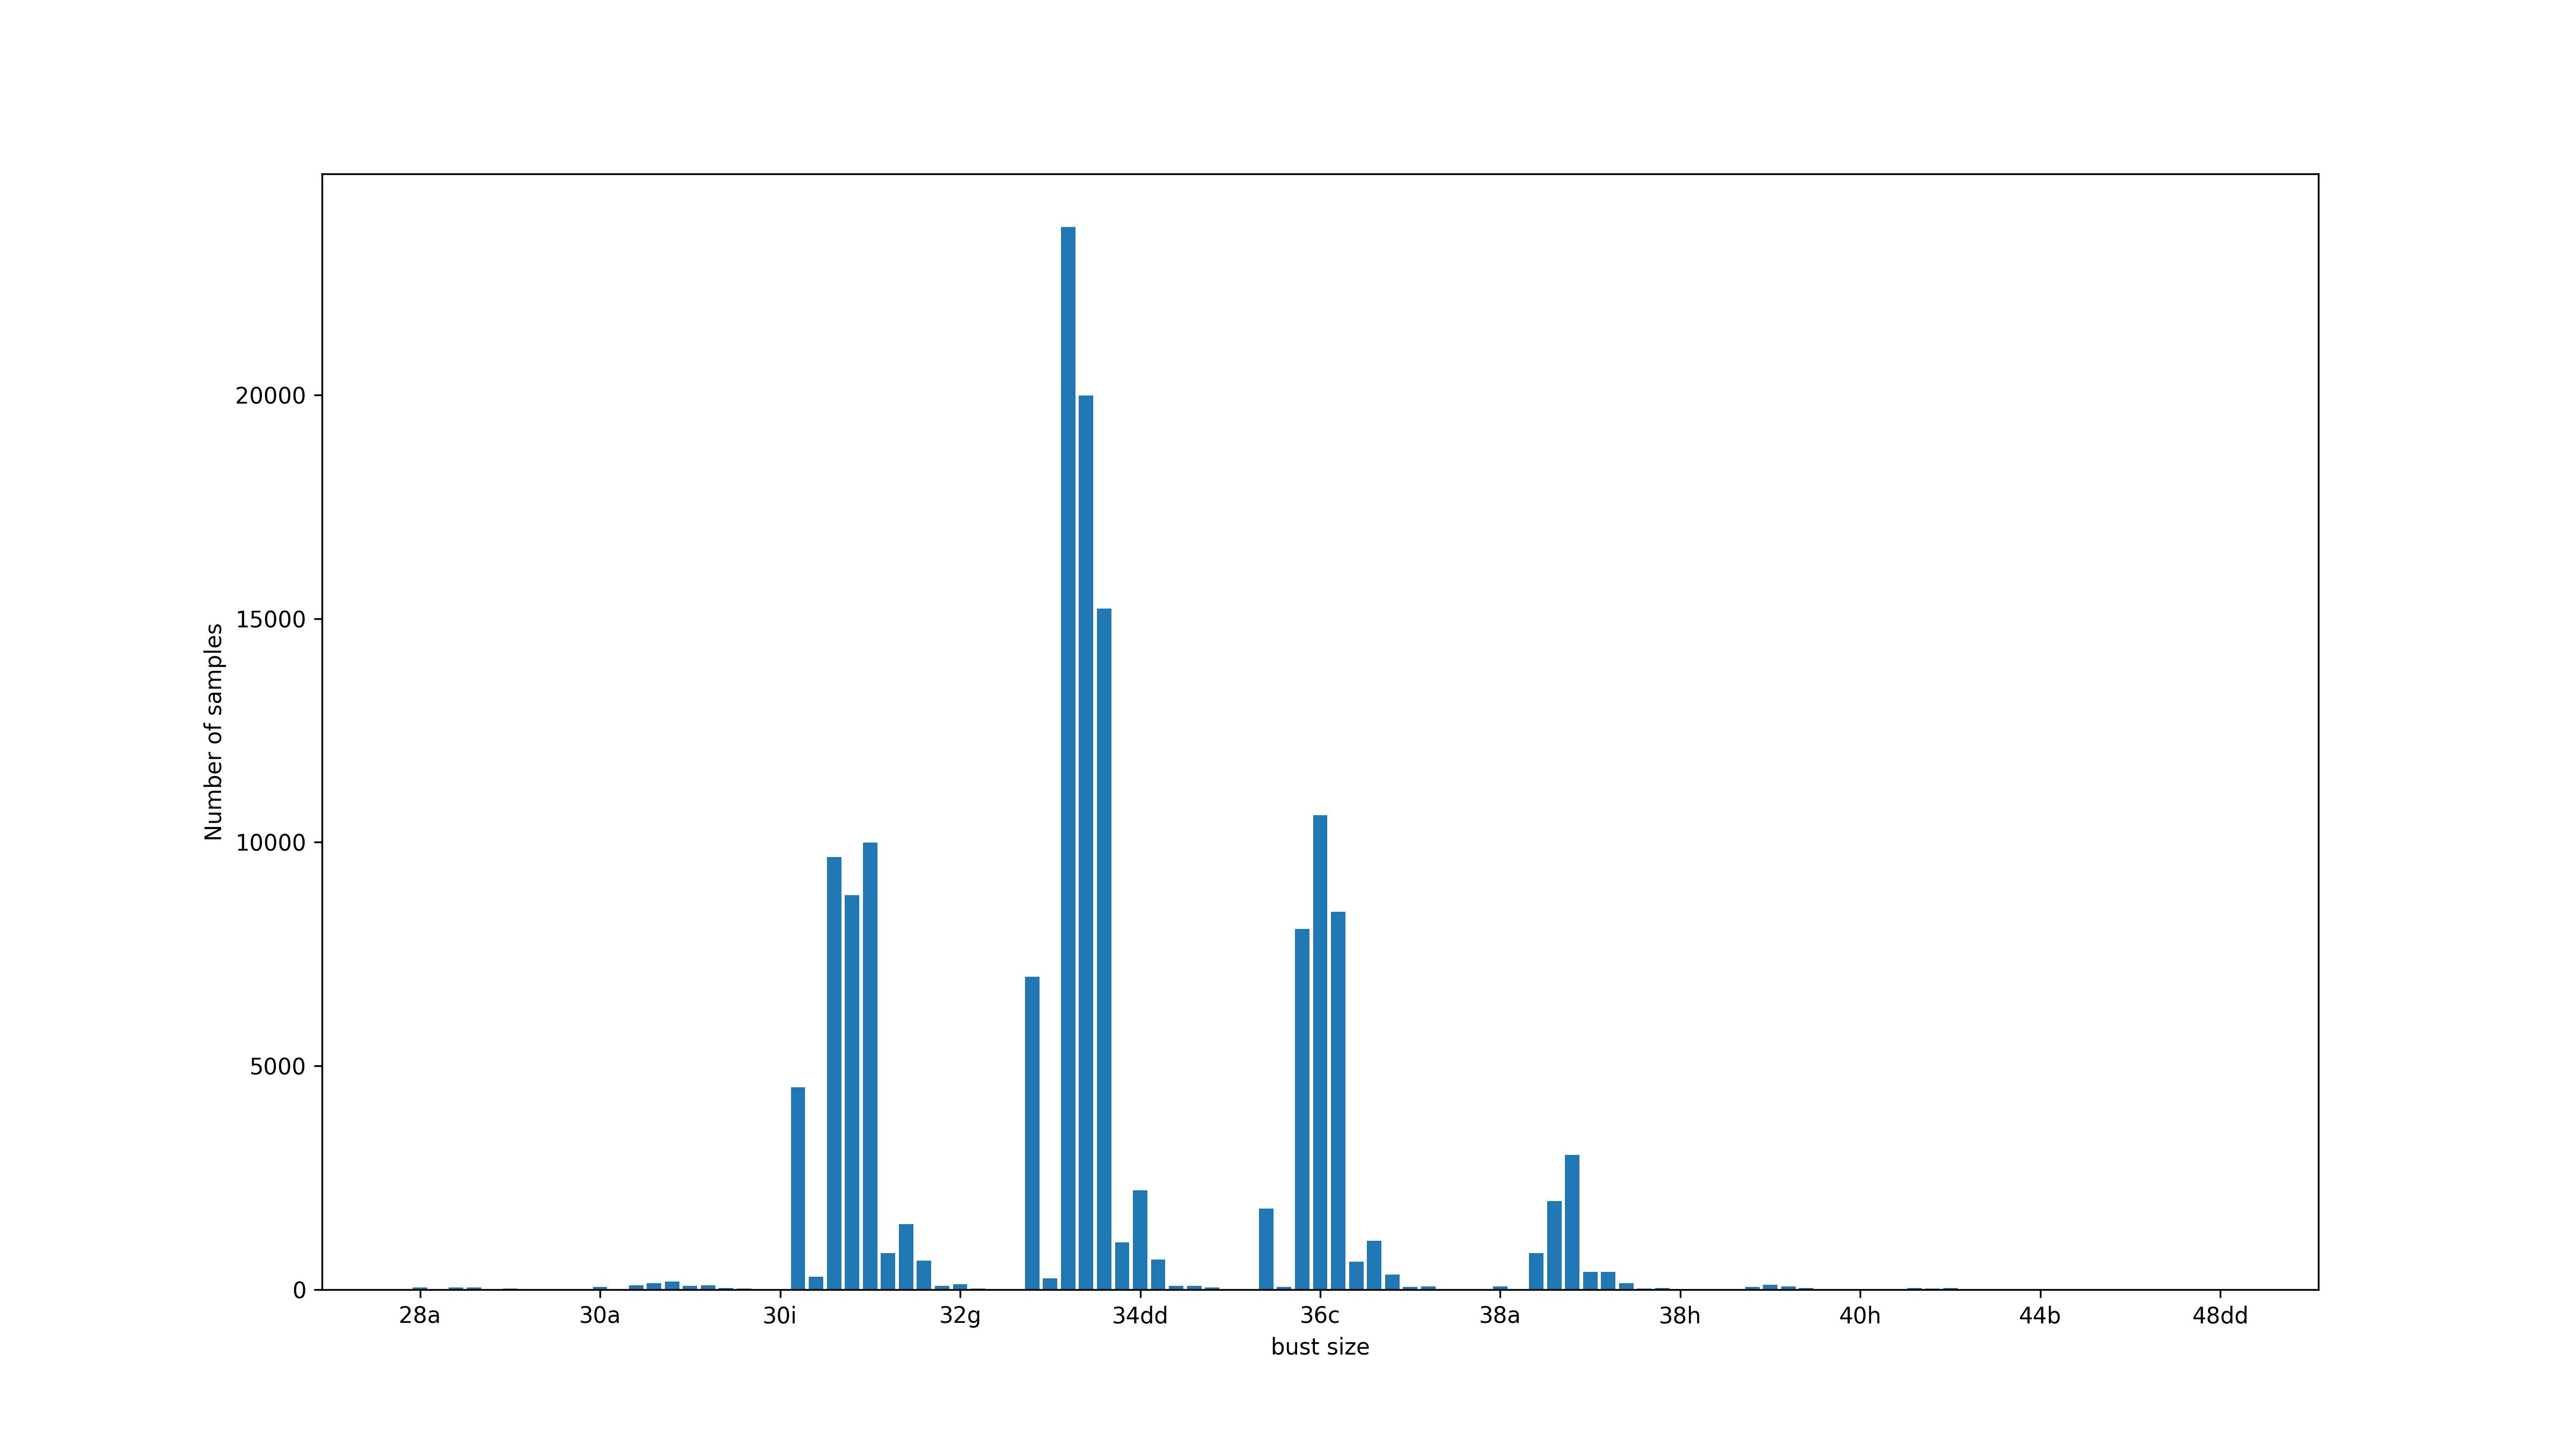 20000
15000
10000
5000
0
Number of samples
28a 30a 30i 32g 34dd 36c 38a 38h 40h 44b 48dd
bust size